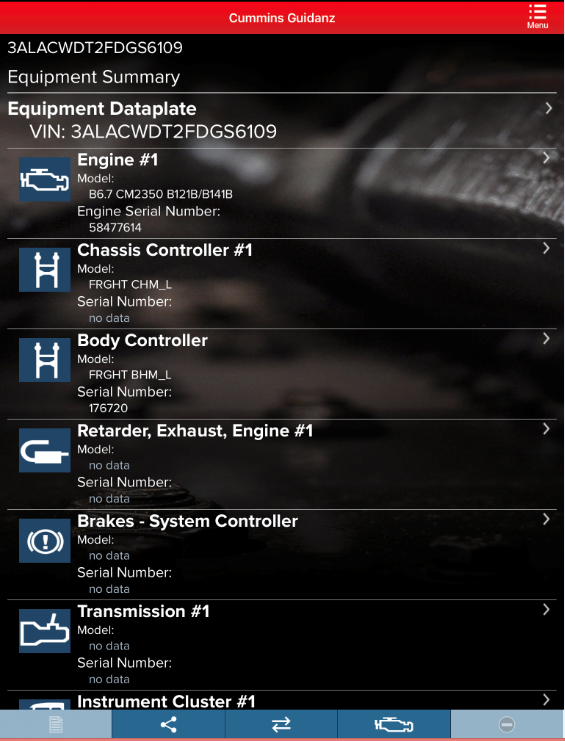 Cummins Guidanz
Menu
3ALACWDT2FDGS6109
Equipment Summary
Equipment Dataplate
VIN: 3ALACWDT2FDGS6109
Engine #1
Model:
B6.7 CM2350 B121B/B141B
Engine Serial Number:
58477614
Chassis Controller #1
Model:
FRGHT CHM_L
Serial Number:
no data
Body Controller
Model:
FRGHT BHM_L
Serial Number:
176720
Retarder, Exhaust, Engine #1
Model:
no data
Serial Number:
no data
Brakes - System Controller
Model:
no data
Serial Number:
no data
Transmission #1
Model:
no data
Serial Number:
no data
Instrument Cluster #1